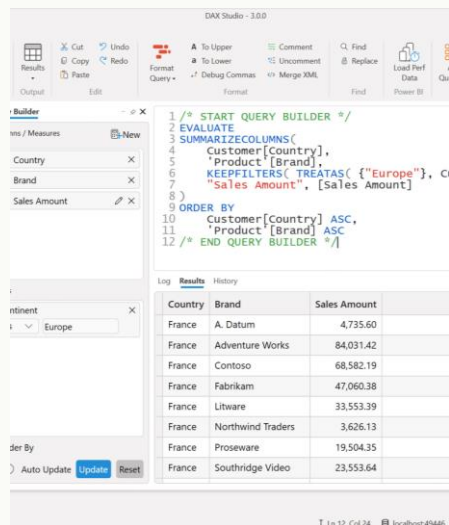 DAX Studio - 3.0.0
Results
Output
Cut
Copy
Paste
Undo
Redo
Edit
Format
Query
To Upper
To Lower
Debug Commas
Comment
Uncomment
Merge XML
Format
Find
Replace
Find
Load Perf
Data
Power BI
Builder
/ Measures
New
Country
Brand
Sales Amount
Europe
Auto Update Update Reset
1 /* START QUERY BUILDER */
2 EVALUATE
3 SUMMARIZECOLUMNS(
4 Customer[Country],
5 'Product'[Brand],
6 KEEPFILTERS( TREATAS( {"Europe"},
7 "Sales Amount", [Sales Amount]
8 )
9 ORDER BY
10 Customer[Country] ASC,
11 'Product'[Brand] ASC
12 /* END QUERY BUILDER */
Log Results History
Country Brand Sales Amount
France A. Datum 4,735.60
France Adventure Works 84,031.42
France Contoso 68,582.19
France Fabrikam 47,060.38
France Litware 33,553.39
France Northwind Traders 3,626.13
France Proseware 19,504.35
France Southridge Video 23,553.64
Ln 12, Col 24 localhost:49446